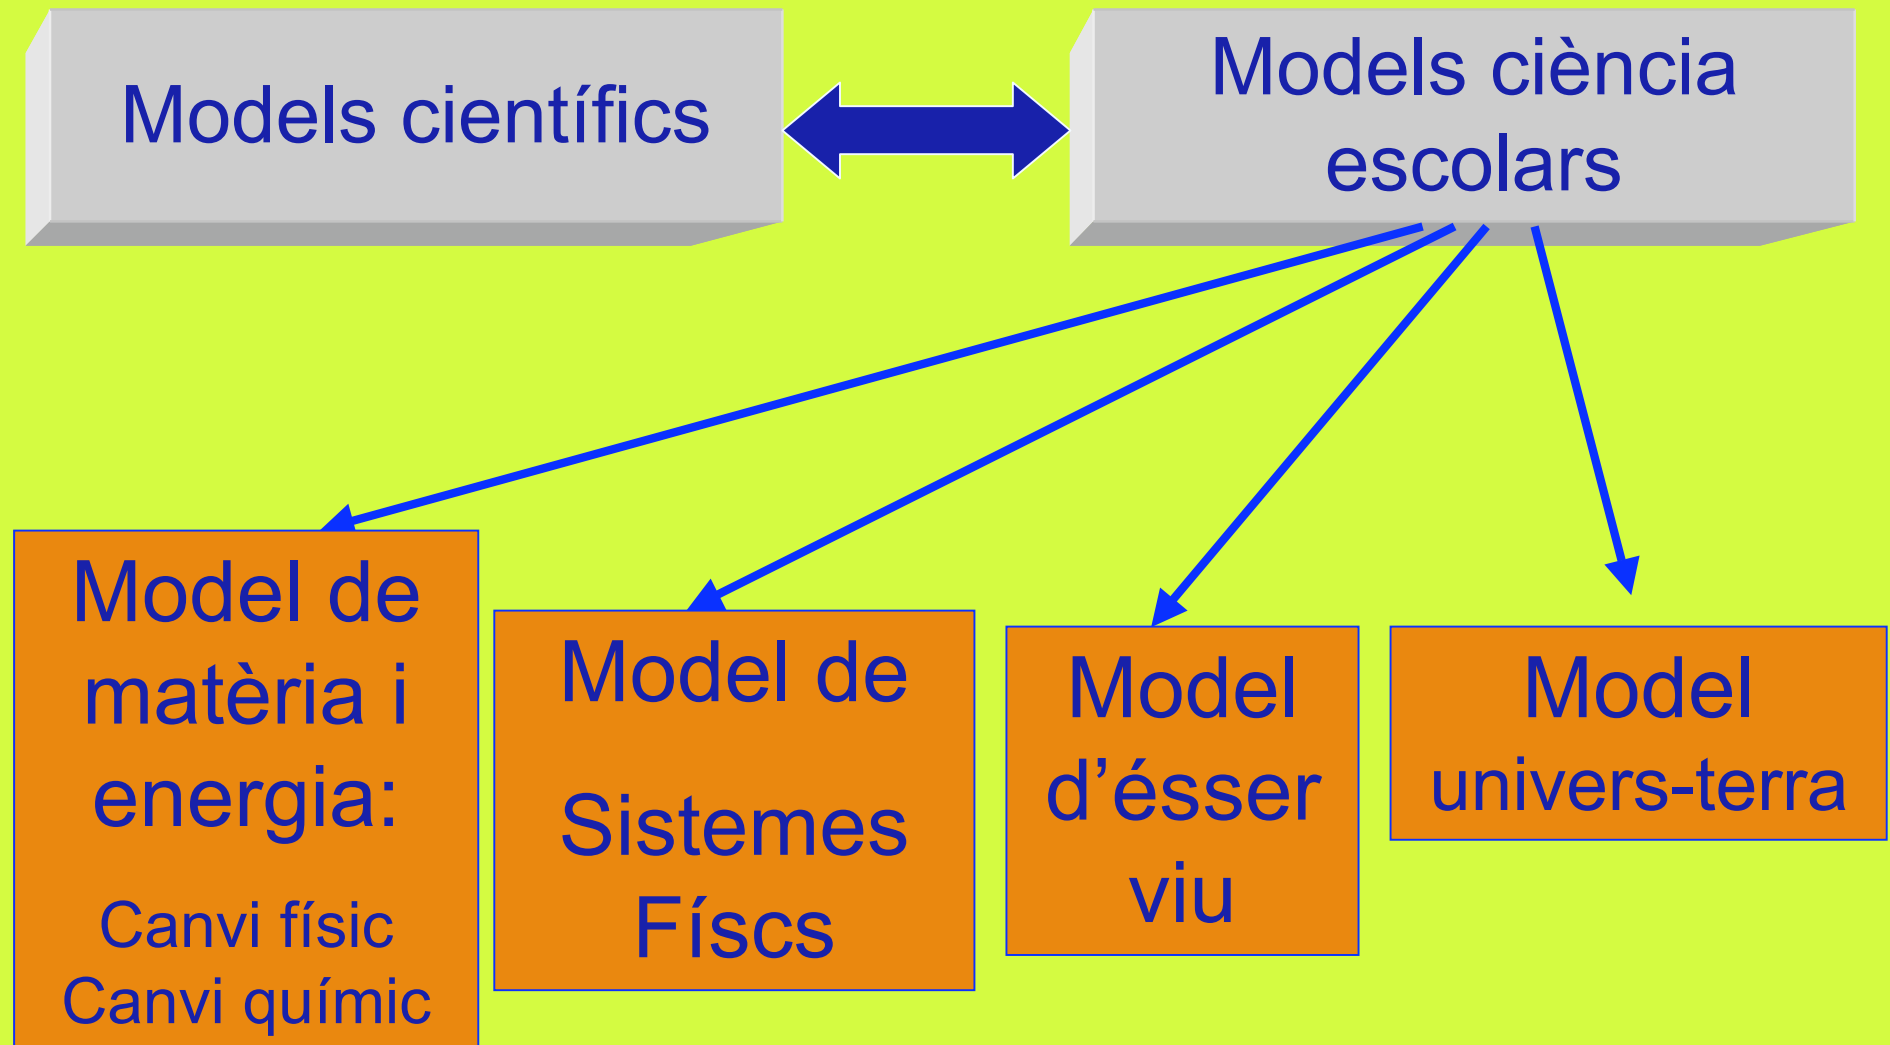 Models científics
Models ciència
escolars
Model de
matèria i
energia:
Canvi físic
Canvi químic
Model de
Sistemes
Físcs
Model
d’ésser
viu
Model
univers-terra